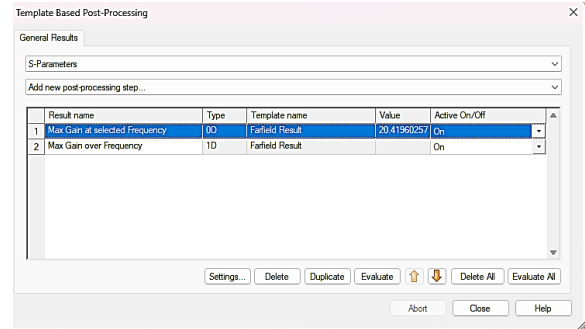 Template Based Post-Processing
General Results
S-Parameters
Add new post-processing step...
Result name Type Template name Value Active On/Off
1 Max Gain at selected Frequency 0D Farfield Result 20.41960257 On
2 Max Gain over Frequency 1D Farfield Result On
Settings... Delete Duplicate Evaluate Delete All Evaluate All
Abort Close Help